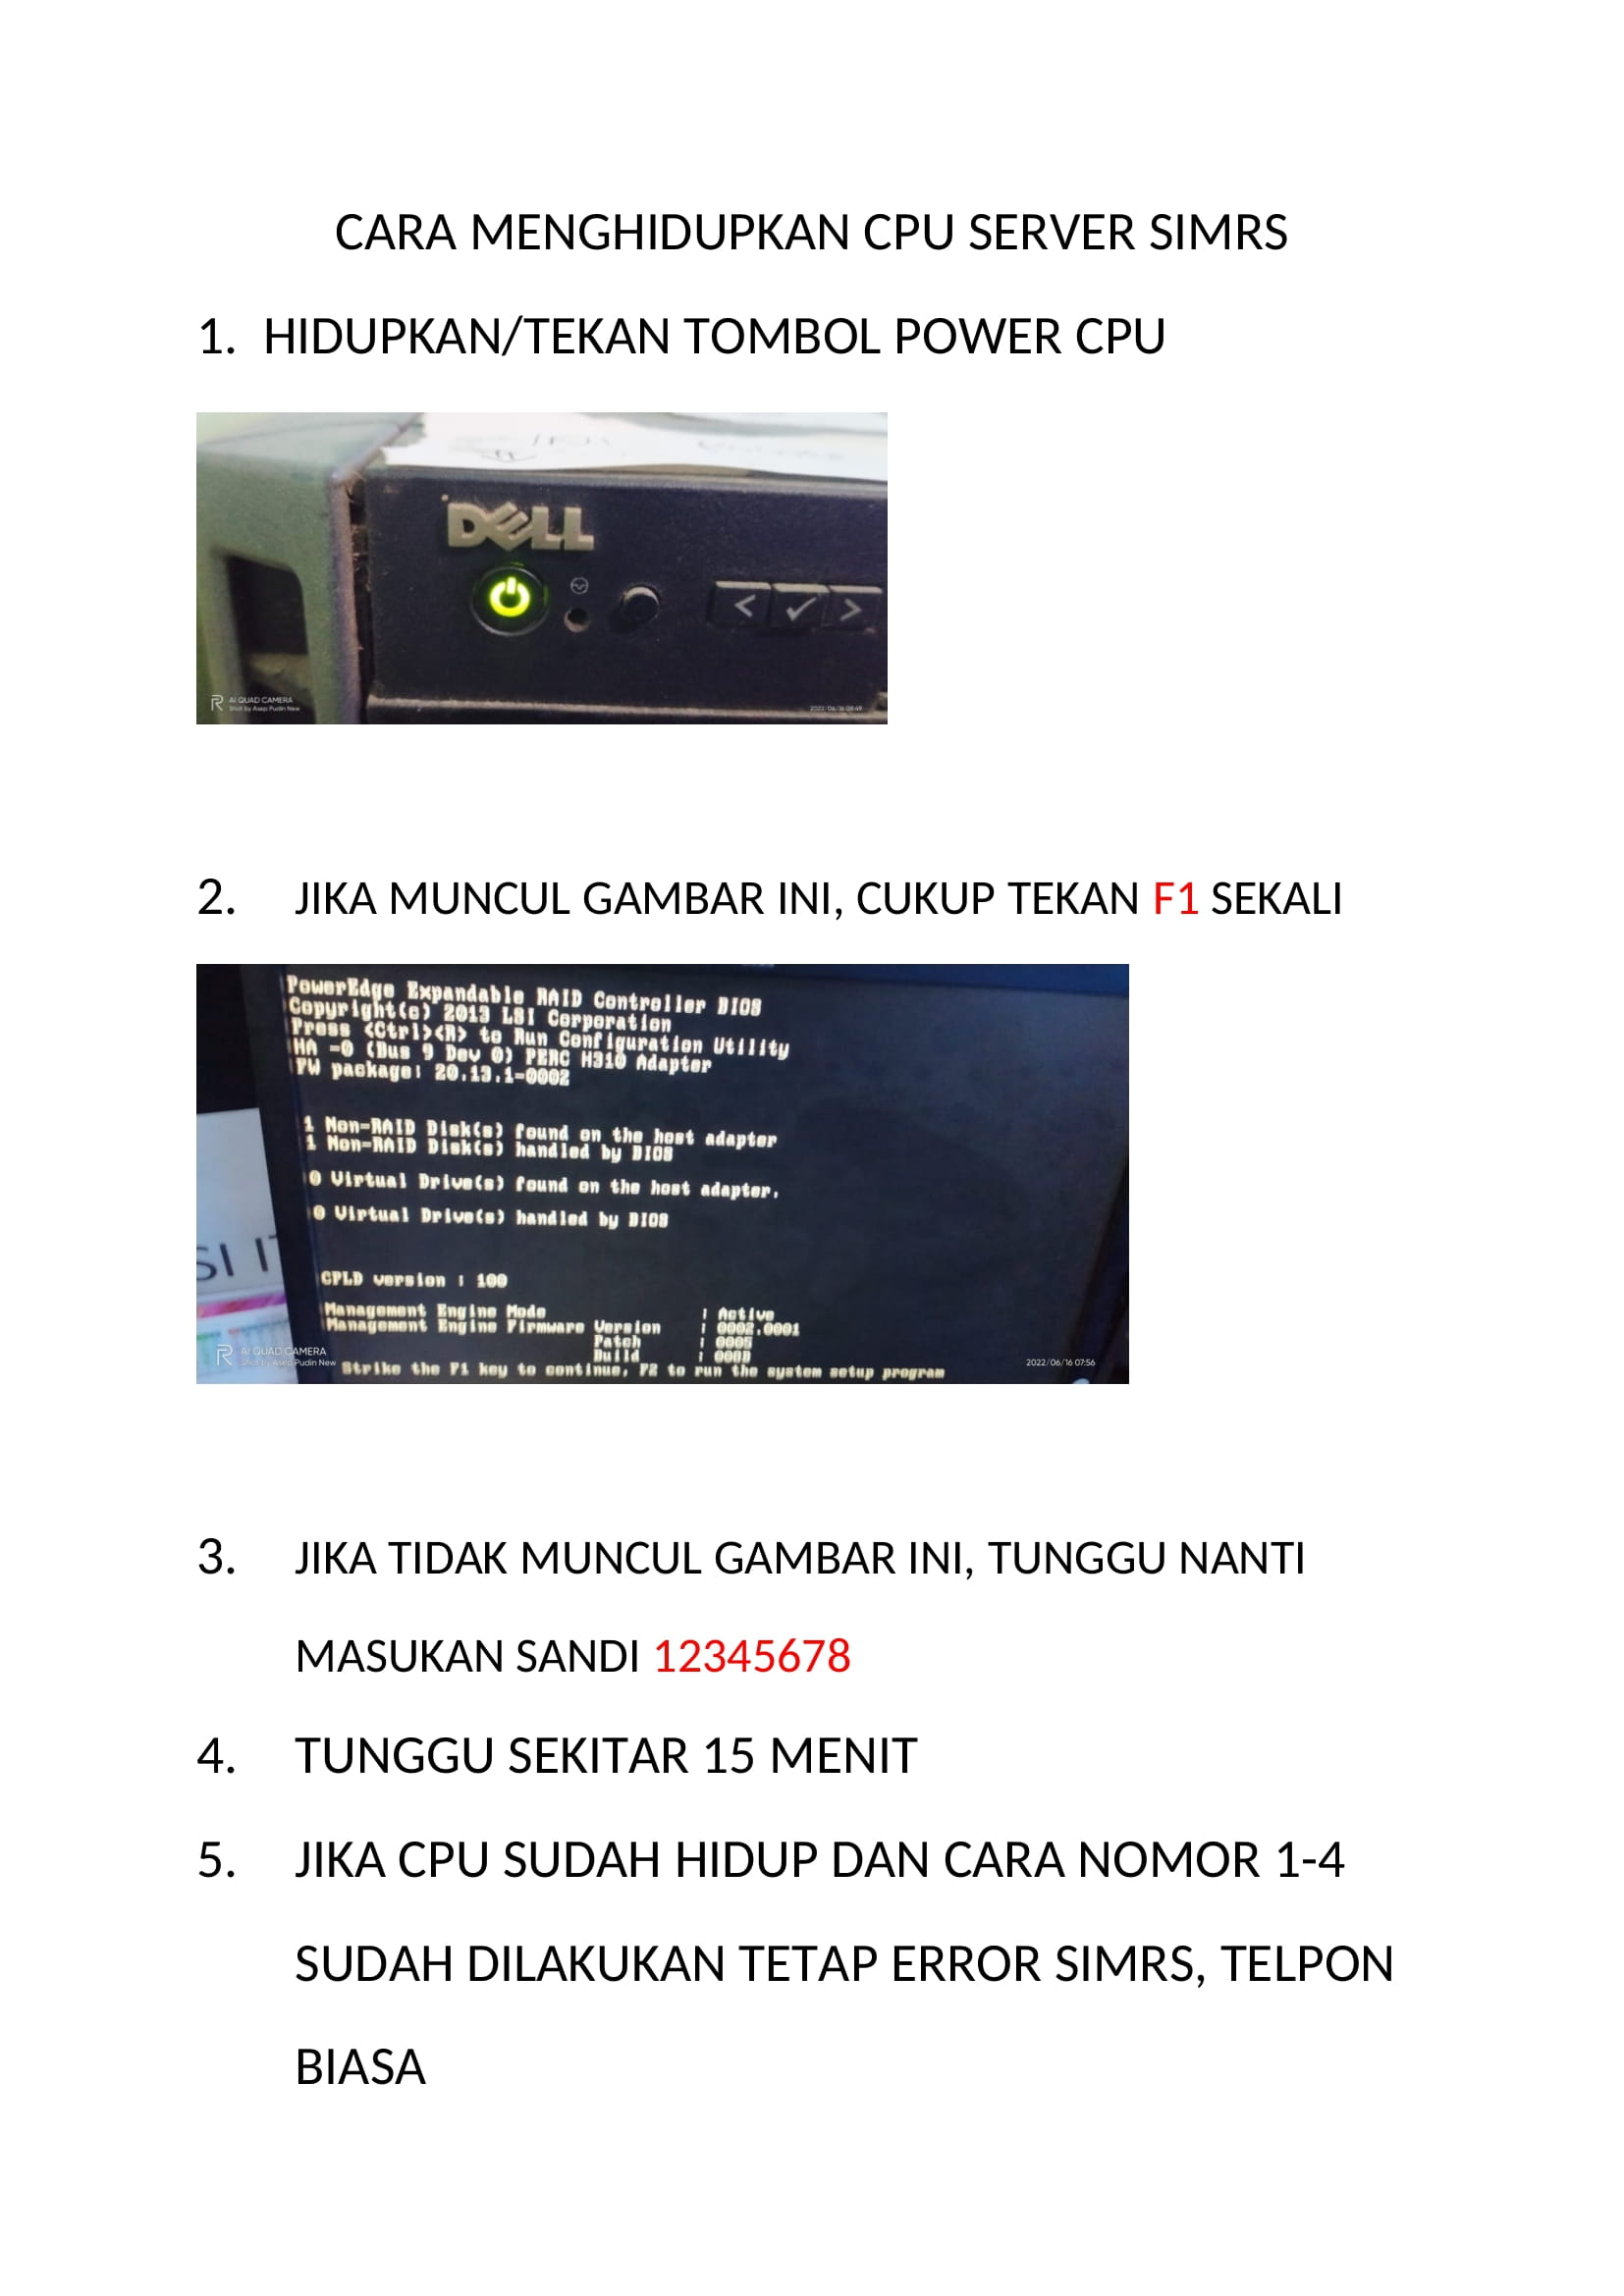 CARA MENGHIDUPKAN CPU SERVER SIMRS
1. HIDUPKAN/TEKAN TOMBOL POWER CPU
DELL
AI QUAD CAMERA
Shot by Asep Pudin New
2. JIKA MUNCUL GAMBAR INI, CUKUP TEKAN F1 SEKALI
PowerEdge Expandable RAID Controller BIOS
Copyright(c) 2013 LSI Corporation
Press <Ctrl><R> to Run Configuration Utility
HA -0 (Bus 9 Dev 0) PERC H310 Adapter
FW package: 20.13.1-0002
1 Non-RAID Disk(s) found on the host adapter
1 Non-RAID Disk(s) handled by BIOS
0 Virtual Drive(s) found on the host adapter.
0 Virtual Drive(s) handled by BIOS
SI IT
CPLD version : 100
Management Engine Mode : Active
Management Engine Firmware Version : 0002.0001
Patch : 0005
Build : 000D
Strike the F1 key to continue, F2 to run the system setup program
AI QUAD CAMERA
Shot by Asep Pudin New
2022/06/16 07:56
3. JIKA TIDAK MUNCUL GAMBAR INI, TUNGGU NANTI
MASUKAN SANDI 12345678
4. TUNGGU SEKITAR 15 MENIT
5. JIKA CPU SUDAH HIDUP DAN CARA NOMOR 1-4
SUDAH DILAKUKAN TETAP ERROR SIMRS, TELPON
BIASA